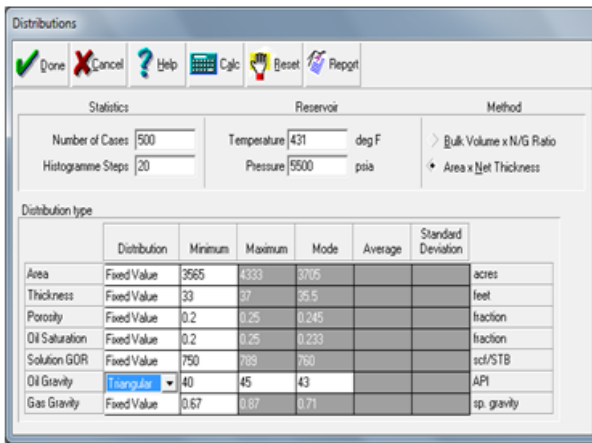 Distributions
Done Cancel Help Calc Reset Report
Statistics Reservoir Method
Number of Cases 500 Temperature 431 deg F Bulk Volume x N/G Ratio
Histogramme Steps 20 Pressure 5500 psia Area x Net Thickness
Distribution type
Distribution Minimum Maximum Mode Average Standard Deviation
Area Fixed Value 3565 4333 3705 acres
Thickness Fixed Value 33 37 35.5 feet
Porosity Fixed Value 0.2 0.25 0.245 fraction
Oil Saturation Fixed Value 0.2 0.25 0.233 fraction
Solution GOR Fixed Value 750 789 760 scf/STB
Oil Gravity Triangular 40 45 43 API
Gas Gravity Fixed Value 0.67 0.87 0.71 sp. gravity